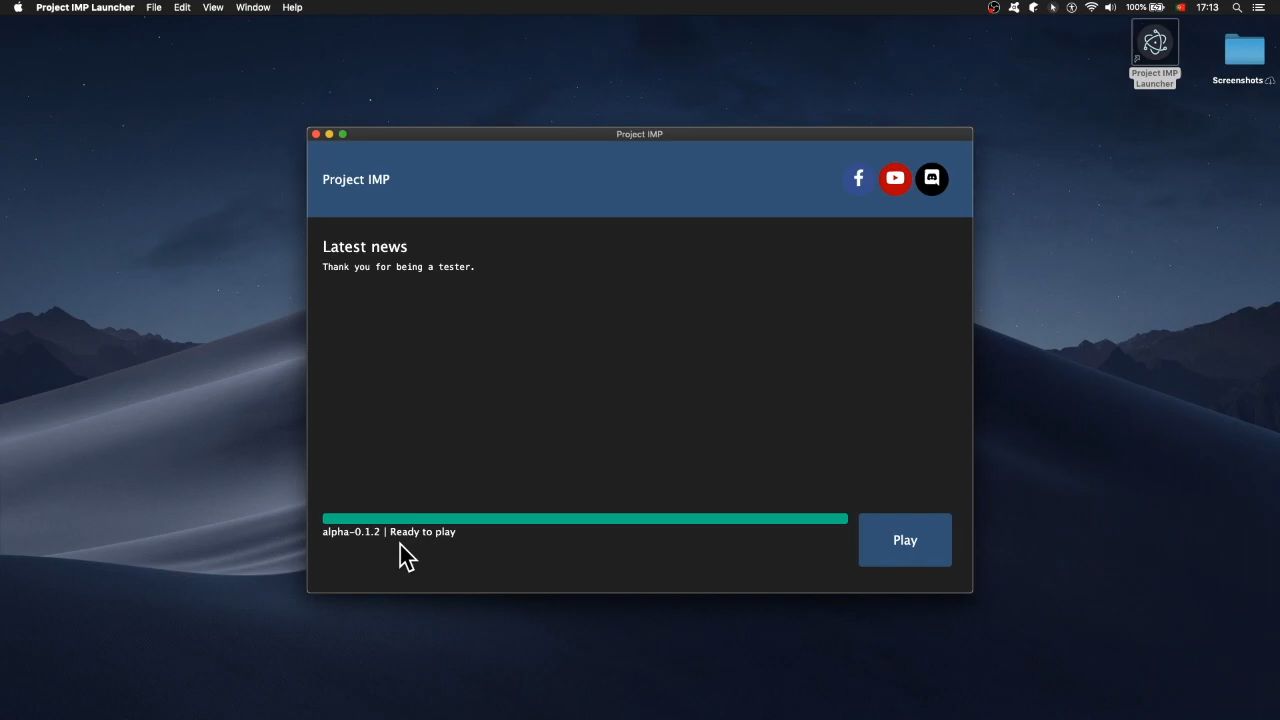 Project IMP Launcher File Edit View Window Help 100% 17:13
Project IMP
Launcher
Screenshots
Project IMP
Project IMP
Latest news
Thank you for being a tester.
alpha-0.1.2 | Ready to play
Play